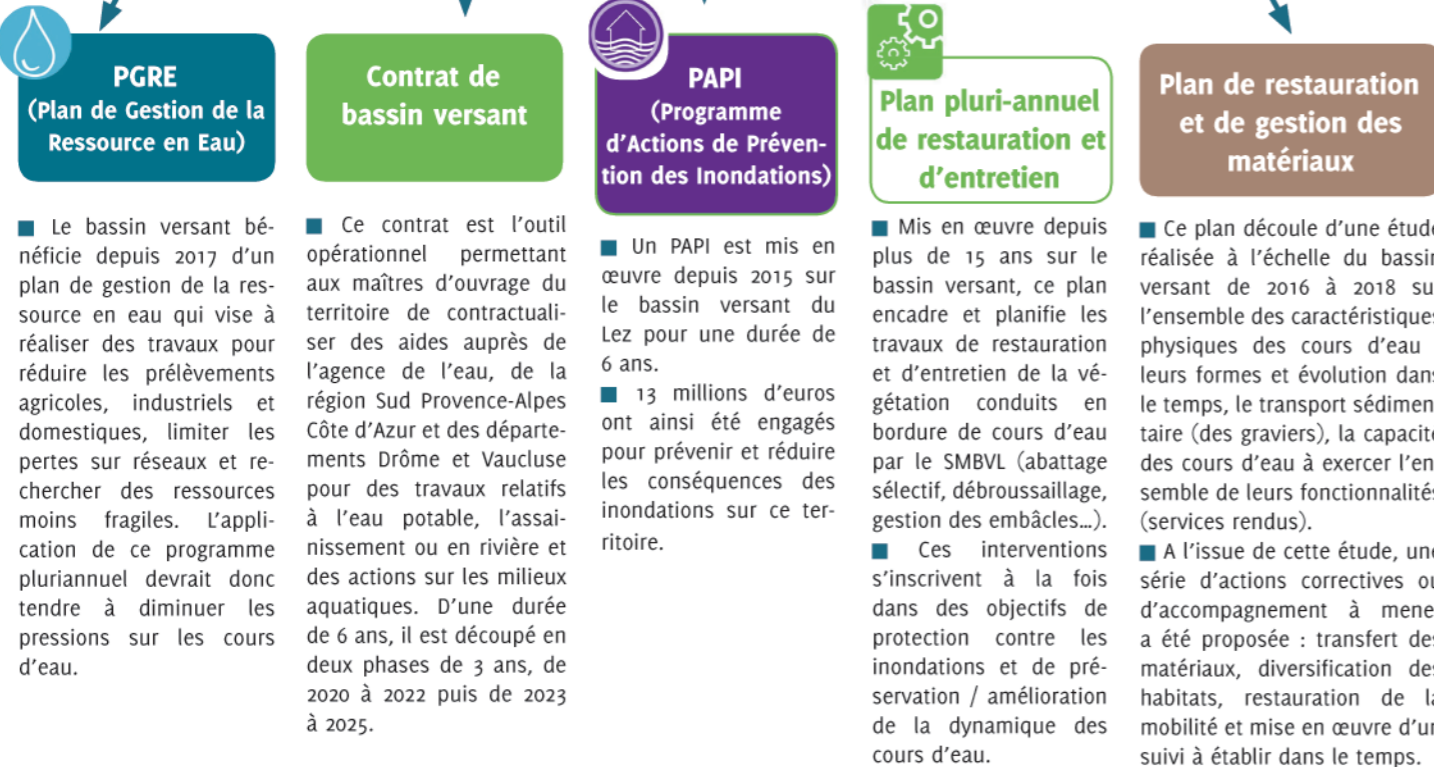 PGRE
(Plan de Gestion de la
Ressource en Eau)
■ Le bassin versant bé-
néficie depuis 2017 d'un
plan de gestion de la res-
source en eau qui vise à
réaliser des travaux pour
réduire les prélèvements
agricoles, industriels et
domestiques, limiter les
pertes sur réseaux et re-
chercher des ressources
moins fragiles. L'appli-
cation de ce programme
pluriannuel devrait donc
tendre à diminuer les
pressions sur les cours
d'eau.
Contrat de
bassin versant
■ Ce contrat est l'outil
opérationnel permettant
aux maîtres d'ouvrage du
territoire de contractuali-
ser des aides auprès de
l'agence de l'eau, de la
région Sud Provence-Alpes
Côte d'Azur et des départe-
ments Drôme et Vaucluse
pour des travaux relatifs
à l'eau potable, l'assai-
nissement ou en rivière et
des actions sur les milieux
aquatiques. D'une durée
de 6 ans, il est découpé en
deux phases de 3 ans, de
2020 à 2022 puis de 2023
à 2025.
PAPI
(Programme
d'Actions de Préven-
tion des Inondations)
■ Un PAPI est mis en
œuvre depuis 2015 sur
le bassin versant du
Lez pour une durée de
6 ans.
■ 13 millions d'euros
ont ainsi été engagés
pour prévenir et réduire
les conséquences des
inondations sur ce ter-
ritoire.
Plan pluri-annuel
de restauration et
d'entretien
■ Mis en œuvre depuis
plus de 15 ans sur le
bassin versant, ce plan
encadre et planifie les
travaux de restauration
et d'entretien de la vé-
gétation conduits en
bordure de cours d'eau
par le SMBVL (abattage
sélectif, débroussaillage,
gestion des embâcles…).
■ Ces interventions
s'inscrivent à la fois
dans des objectifs de
protection contre les
inondations et de pré-
servation / amélioration
de la dynamique des
cours d'eau.
Plan de restauration
et de gestion des
matériaux
■ Ce plan découle d'une étude
réalisée à l'échelle du bassin
versant de 2016 à 2018 su
l'ensemble des caractéristiques
physiques des cours d'eau
leurs formes et évolution dans
le temps, le transport sédimen
taire (des graviers), la capacité
des cours d'eau à exercer l'en
semble de leurs fonctionnalités
(services rendus).
■ A l'issue de cette étude, une
série d'actions correctives ou
d'accompagnement à mene
a été proposée : transfert des
matériaux, diversification des
habitats, restauration de la
mobilité et mise en œuvre d'un
suivi à établir dans le temps.